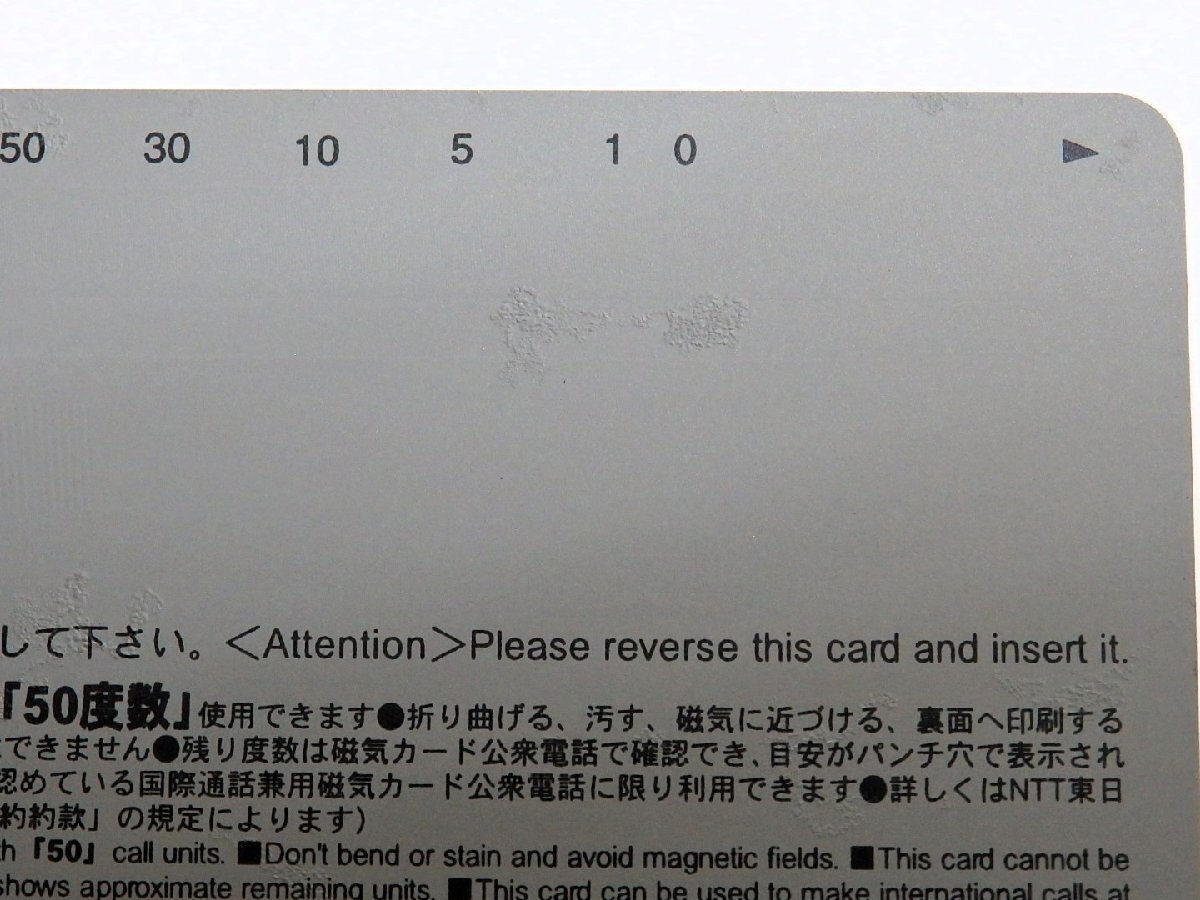 50 30 10 5 1 0
して下さい。＜Attention＞Please reverse this card and insert it.
「50度数」使用できます●折り曲げる、汚す、磁気に近づける、裏面へ印刷する
できません●残り度数は磁気カード公衆電話で確認でき、目安がパンチ穴で表示され
認めている国際通話兼用磁気カード公衆電話に限り利用できます●詳しくはNTT東日
約約款」の規定によります）
th「50」call units. ■Don't bend or stain and avoid magnetic fields. ■This card cannot be
shows approximate remaining units. ■This card can be used to make international calls at